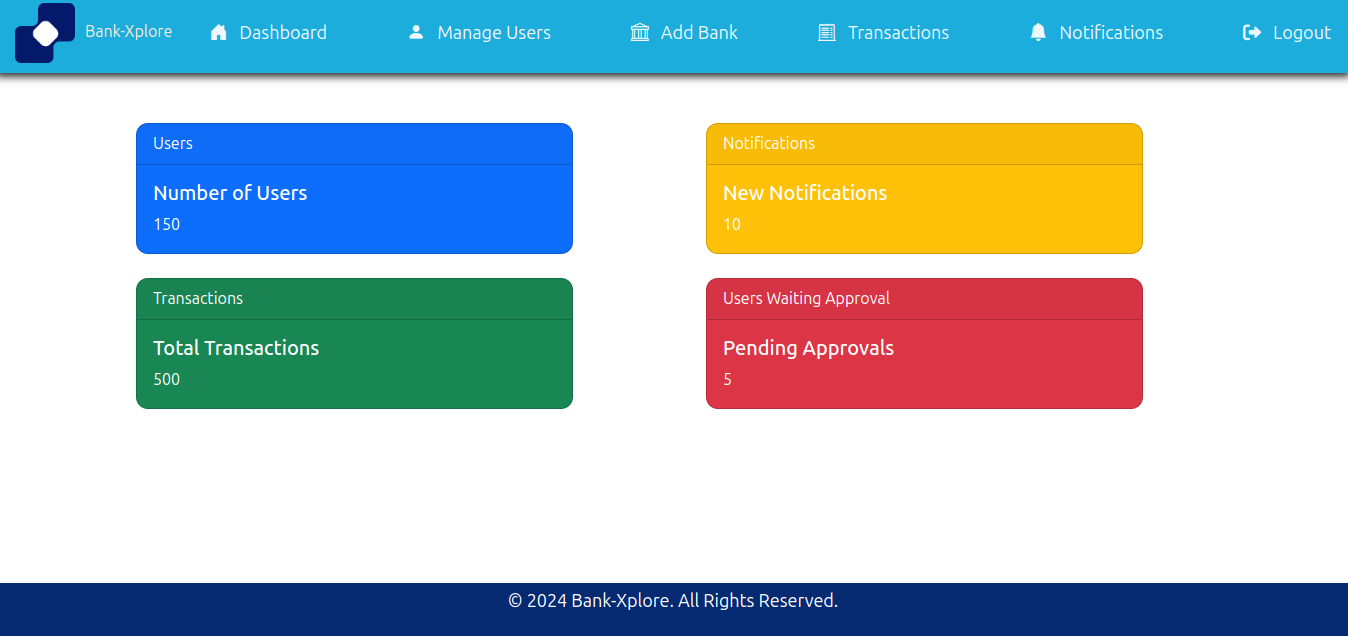 Bank-Xplore Dashboard Manage Users Add Bank Transactions Notifications Logout
Users
Number of Users
150
Notifications
New Notifications
10
Transactions
Total Transactions
500
Users Waiting Approval
Pending Approvals
5
© 2024 Bank-Xplore. All Rights Reserved.